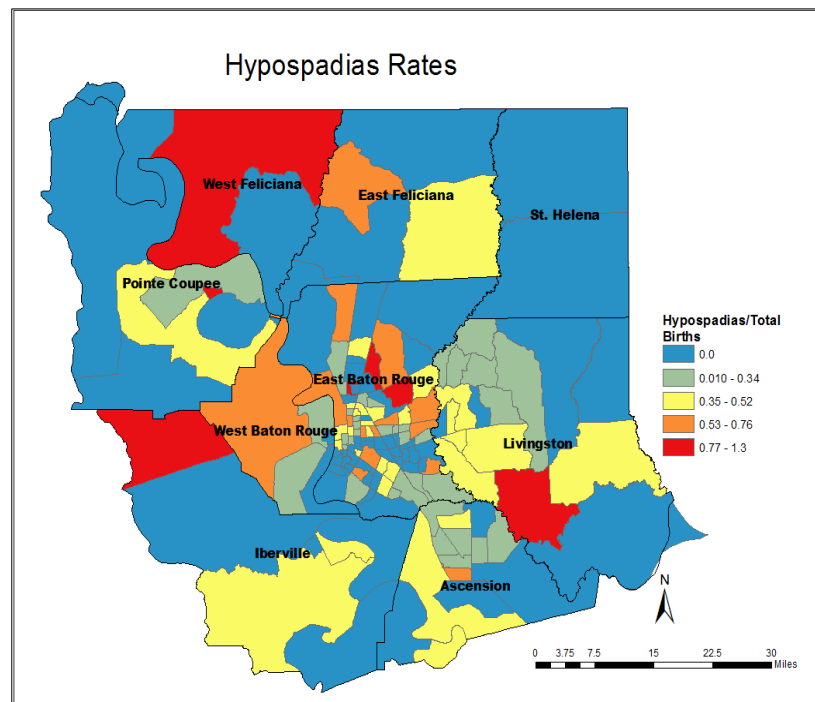 Hypospadias Rates
West Feliciana
East Feliciana
St. Helena
Pointe Coupee
East Baton Rouge
West Baton Rouge
Livingston
Iberville
Ascension
Hypospadias/Total
Births
0.0
0.010 - 0.34
0.35 - 0.52
0.53 - 0.76
0.77 - 1.3
N
0 3.75 7.5 15 22.5 30
Miles